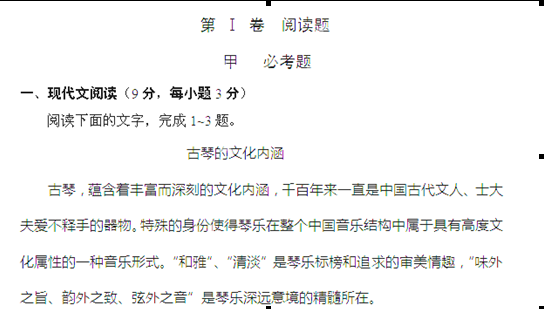 第 I 卷 阅读题
甲 必考题
一、现代文阅读（9分，每小题3分）
阅读下面的文字，完成1~3题。
古琴的文化内涵
古琴，蕴含着丰富而深刻的文化内涵，千百年来一直是中国古代文人、士大
夫爱不释手的器物。特殊的身份使得琴乐在整个中国音乐结构中属于具有高度文
化属性的一种音乐形式。“和雅”、“清淡”是琴乐标榜和追求的审美情趣，“味外
之旨、韵外之致、弦外之音”是琴乐深远意境的精髓所在。